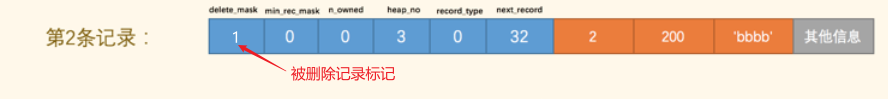 delete_mask min_rec_mask n_owned heap_no record_type next_record
第2条记录： 1 0 0 3 0 32 2 200 'bbbb' 其他信息
被删除记录标记